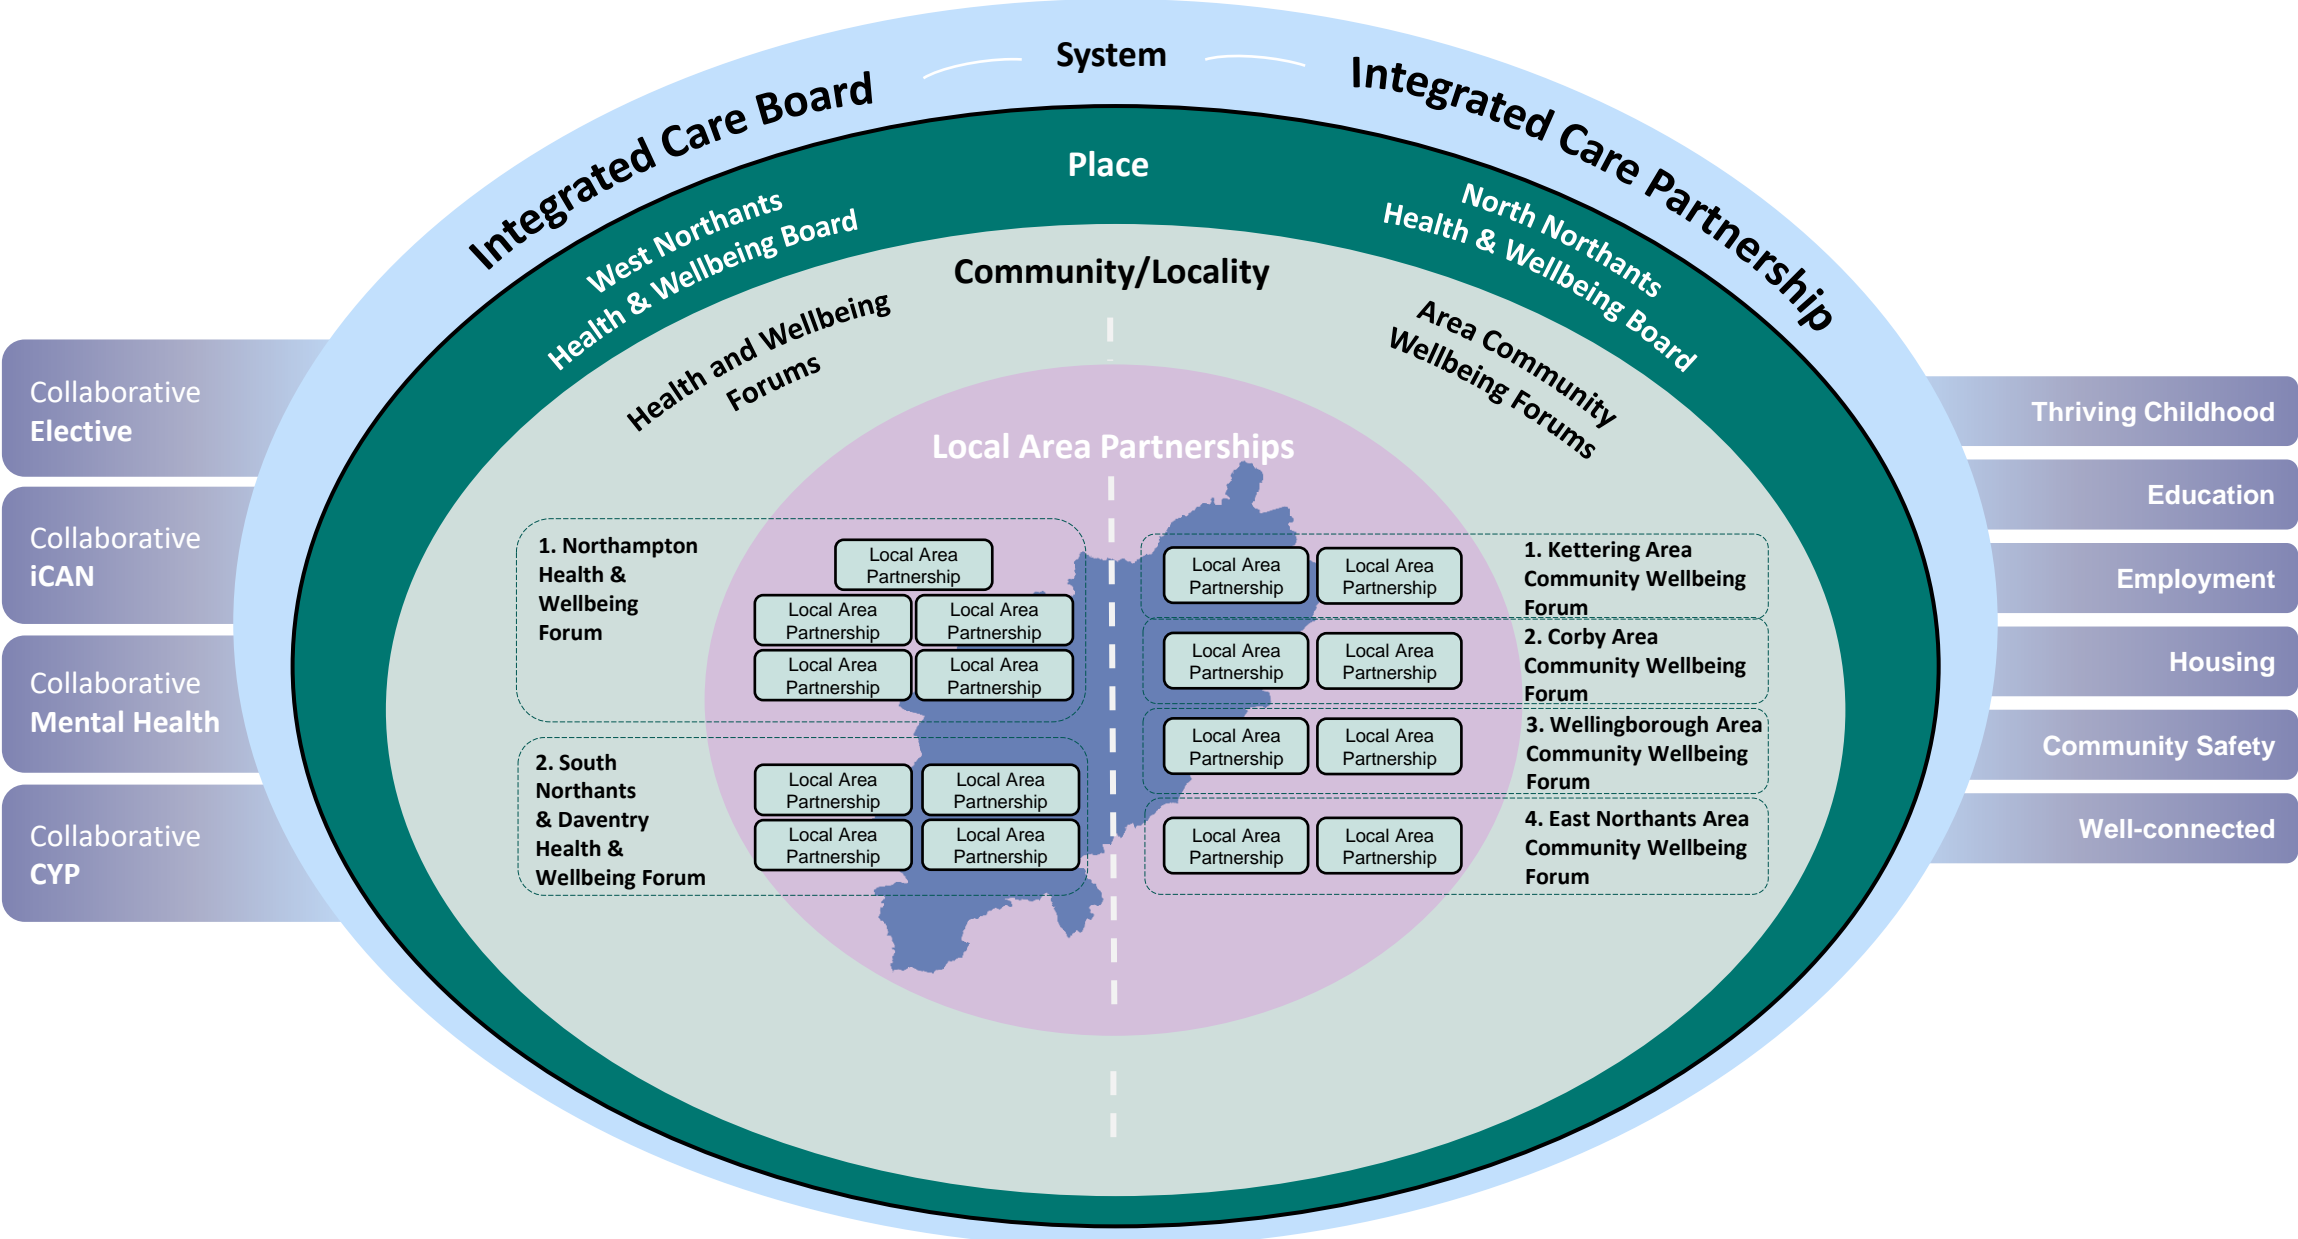 System
Integrated Care Board
Integrated Care Partnership
Place
West Northants
Health & Wellbeing Board
North Northants
Health & Wellbeing Board
Community/Locality
Health and Wellbeing
Forums
Area Community
Wellbeing Forums
Local Area Partnerships
Collaborative
Elective
Collaborative
iCAN
Collaborative
Mental Health
Collaborative
CYP
1. Northampton
Health &
Wellbeing
Forum
Local Area
Partnership
Local Area
Partnership
Local Area
Partnership
Local Area
Partnership
Local Area
Partnership
2. South
Northants
& Daventry
Health &
Wellbeing Forum
Local Area
Partnership
Local Area
Partnership
Local Area
Partnership
Local Area
Partnership
Local Area
Partnership
Local Area
Partnership
1. Kettering Area
Community Wellbeing
Forum
Local Area
Partnership
Local Area
Partnership
2. Corby Area
Community Wellbeing
Forum
Local Area
Partnership
Local Area
Partnership
3. Wellingborough Area
Community Wellbeing
Forum
Local Area
Partnership
Local Area
Partnership
4. East Northants Area
Community Wellbeing
Forum
Thriving Childhood
Education
Employment
Housing
Community Safety
Well-connected